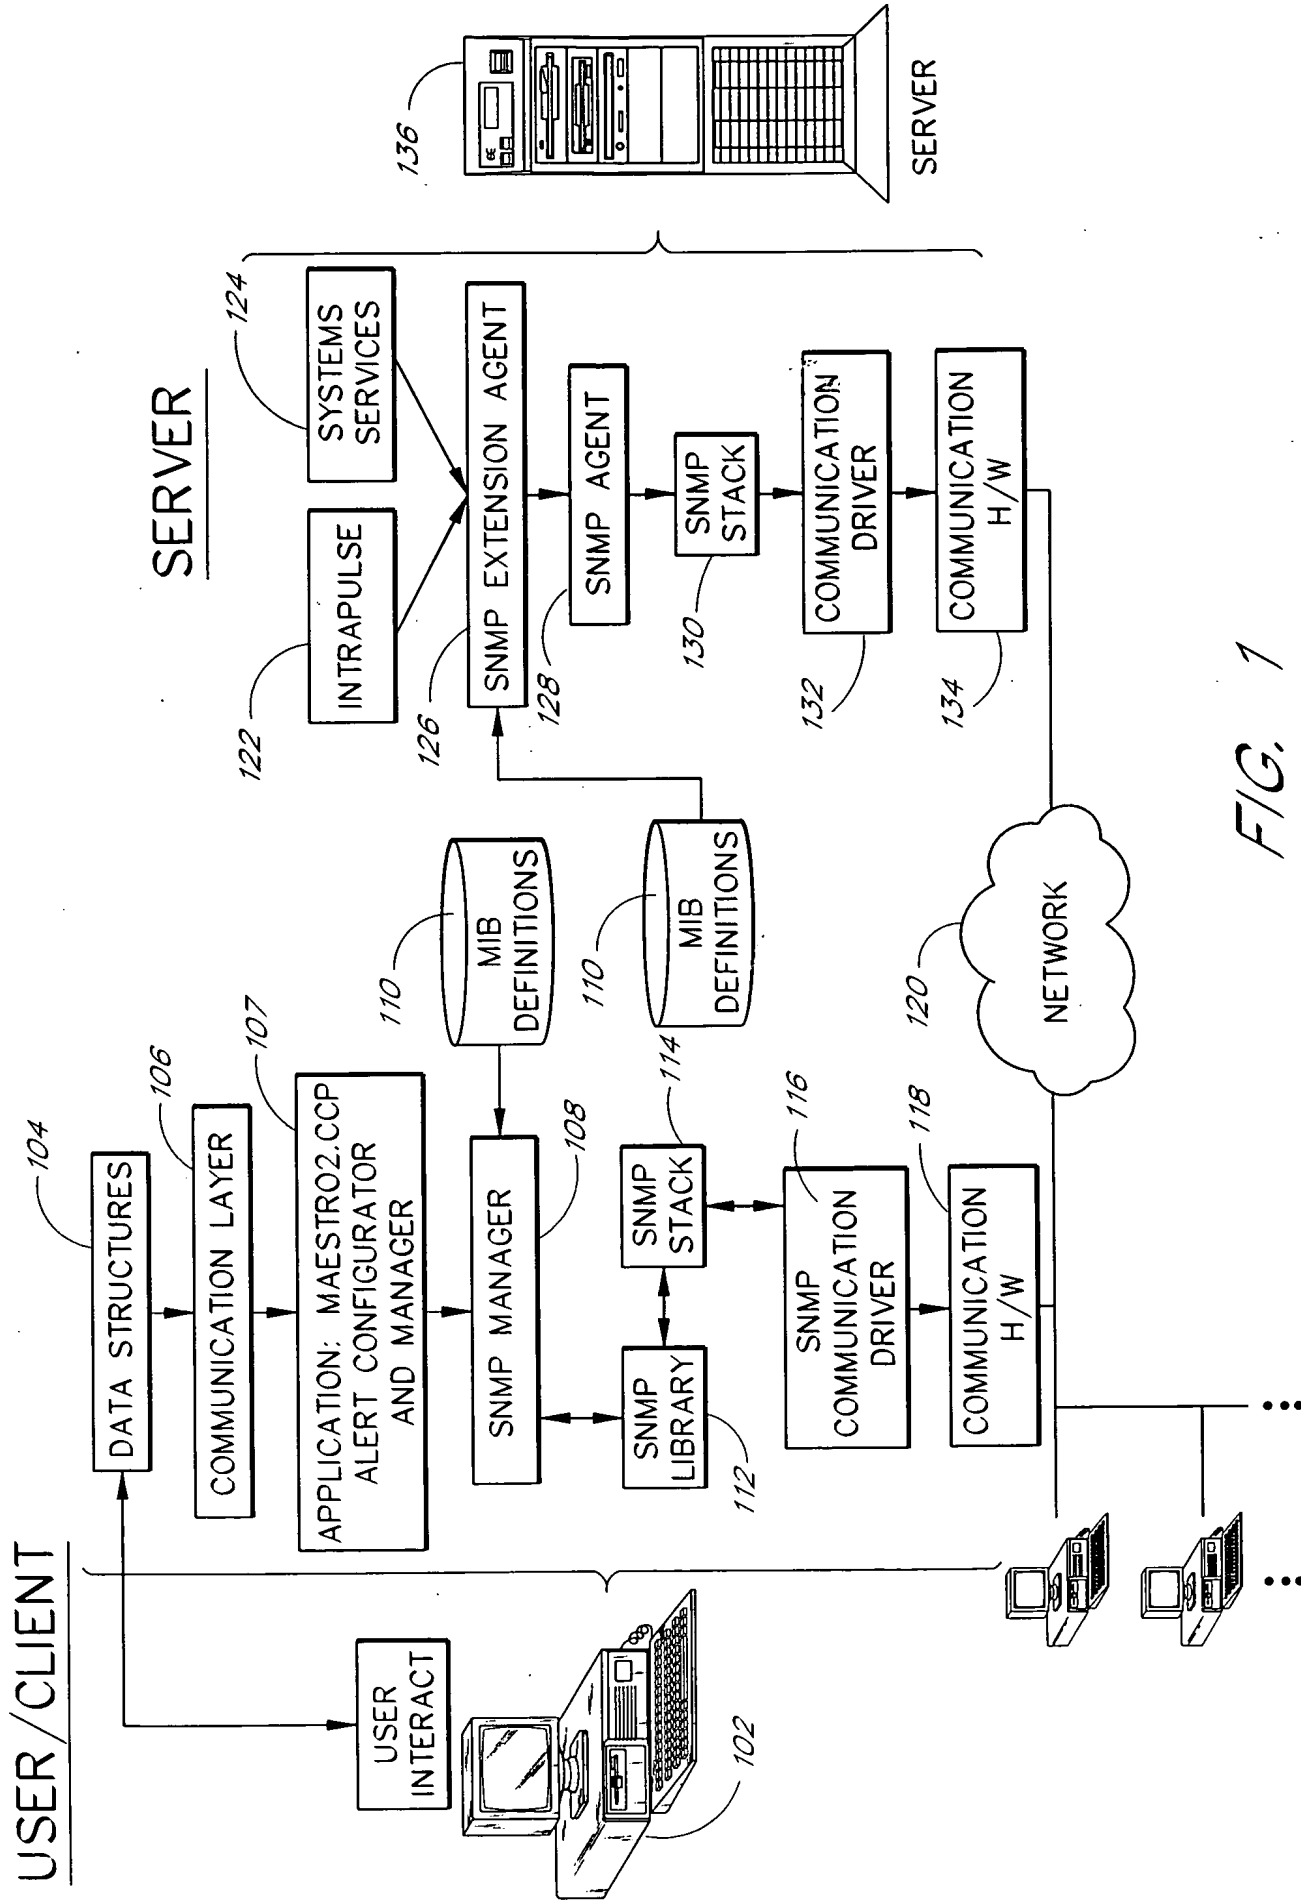 USER/CLIENT
SERVER
104
DATA STRUCTURES
106
COMMUNICATION LAYER
107
APPLICATION: MAESTRO2.CCP
ALERT CONFIGURATOR
AND MANAGER
USER
INTERACT
102
SNMP MANAGER
108
110
MIB
DEFINITIONS
110
MIB
DEFINITIONS
SNMP
LIBRARY
112
SNMP
STACK
114
SNMP
COMMUNICATION
DRIVER
116
COMMUNICATION
H/W
118
120
NETWORK
122
INTRAPULSE
124
SYSTEMS
SERVICES
126
SNMP EXTENSION AGENT
128
SNMP AGENT
130
SNMP
STACK
132
COMMUNICATION
DRIVER
134
COMMUNICATION
H/W
136
SERVER
FIG. 1